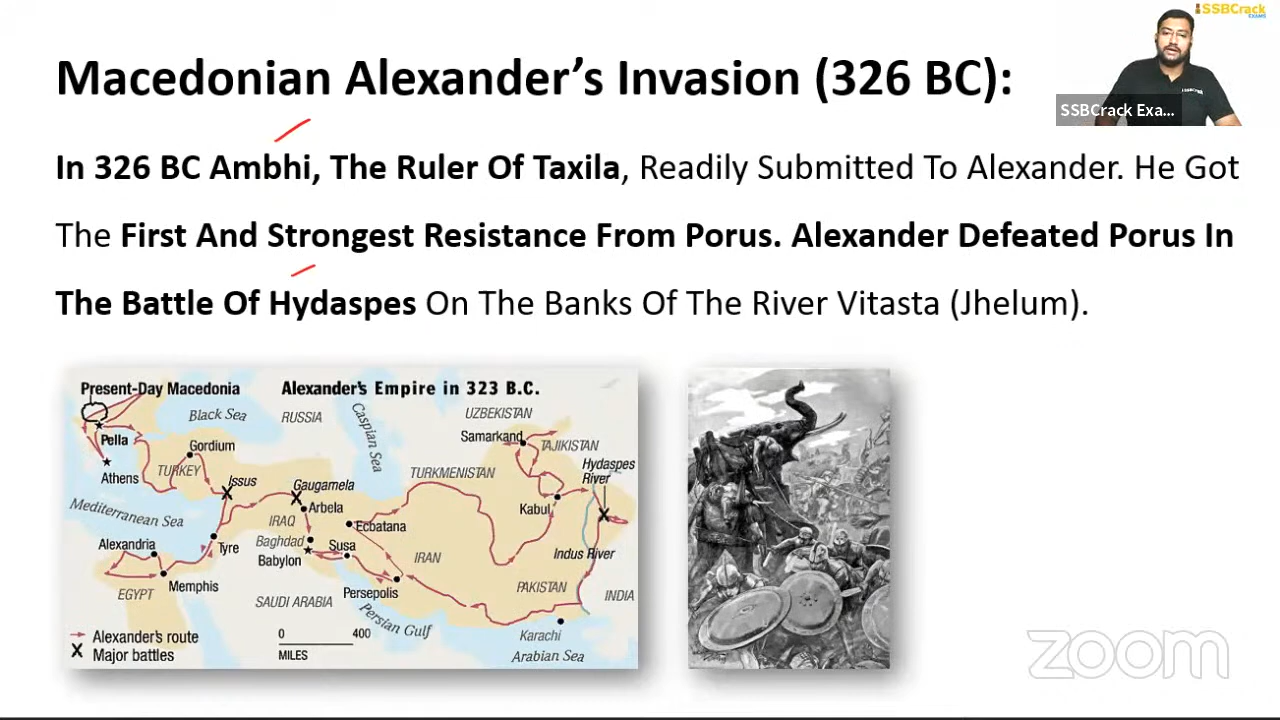 SSBCrack
EXAMS
Macedonian Alexander’s Invasion (326 BC):
SSBCrack Exa...
In 326 BC Ambhi, The Ruler Of Taxila, Readily Submitted To Alexander. He Got
The First And Strongest Resistance From Porus. Alexander Defeated Porus In
The Battle Of Hydaspes On The Banks Of The River Vitasta (Jhelum).
Present-Day Macedonia
Alexander's Empire in 323 B.C.
Black Sea
RUSSIA
Caspian Sea
UZBEKISTAN
Samarkand
TAJIKISTAN
Pella
Gordium
Athens
TURKEY
Issus
Gaugamela
TURKMENISTAN
Hydaspes
River
Mediterranean Sea
Arbela
Kabul
IRAQ
Ecbatana
Alexandria
Tyre
Baghdad
Babylon
Susa
IRAN
Indus River
Memphis
EGYPT
Persepolis
PAKISTAN
INDIA
SAUDI ARABIA
Persian Gulf
Alexander's route
0 400
Karachi
Major battles
MILES
Arabian Sea
zoom